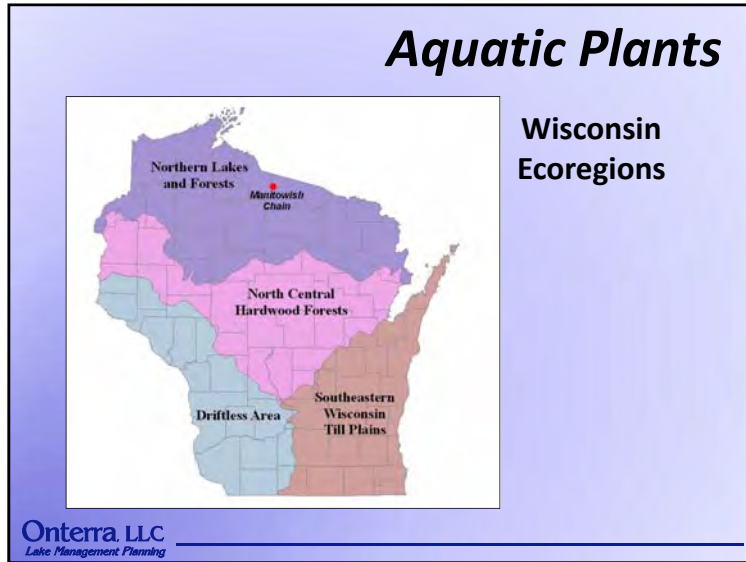 Aquatic Plants
Wisconsin
Ecoregions
Northern Lakes
and Forests
Manitowish
Chain
North Central
Hardwood Forests
Driftless Area
Southeastern
Wisconsin
Till Plains
Onterra, LLC
Lake Management Planning